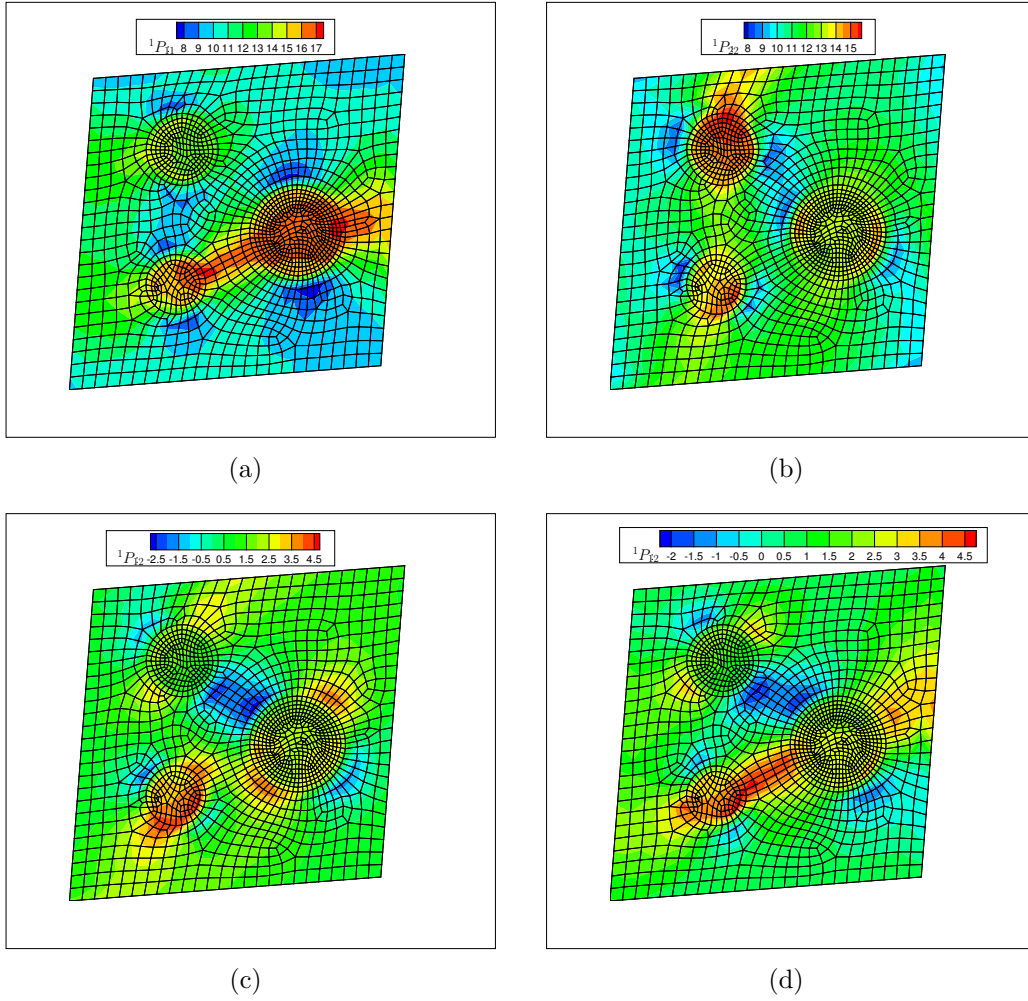 ¹P₁₁ 8 9 10 11 12 13 14 15 16 17
¹P₂₂ 8 9 10 11 12 13 14 15
(a)
(b)
¹P₁₂ -2.5 -1.5 -0.5 0.5 1.5 2.5 3.5 4.5
¹P₁₂ -2 -1.5 -1 -0.5 0 0.5 1 1.5 2 2.5 3 3.5 4 4.5
(c)
(d)